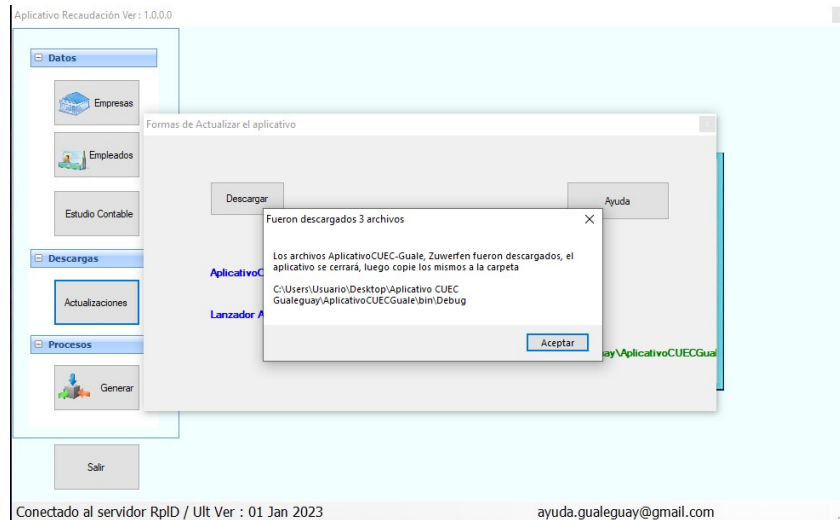 Aplicativo Recaudación Ver : 1.0.0.0
Datos
Empresas
Empleados
Estudio Contable
Descargas
Actualizaciones
Procesos
Generar
Salir
Formas de Actualizar el aplicativo
Descargar
Ayuda
Lanzador
Fueron descargados 3 archivos
Los archivos AplicativoCUEC-Guale, Zuwerfen fueron descargados, el
aplicativo se cerrará, luego copie los mismos a la carpeta
C:\Users\Usuario\Desktop\Aplicativo CUEC
Gualeguay\AplicativoCUECGuale\bin\Debug
Aceptar
Conectado al servidor RplD / Ult Ver : 01 Jan 2023
ayuda.gualeguay@gmail.com